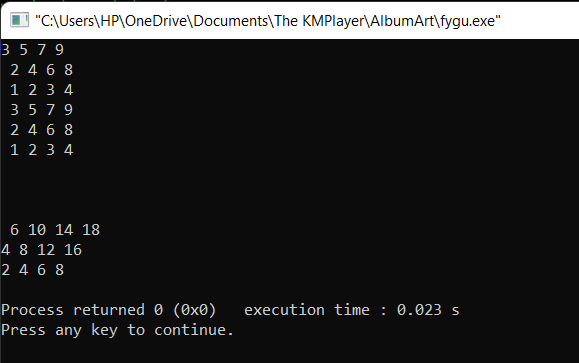 "C:\Users\HP\OneDrive\Documents\The KMPlayer\AlbumArt\fygu.exe"
3 5 7 9
2 4 6 8
1 2 3 4
3 5 7 9
2 4 6 8
1 2 3 4
6 10 14 18
4 8 12 16
2 4 6 8
Process returned 0 (0x0)   execution time : 0.023 s
Press any key to continue.